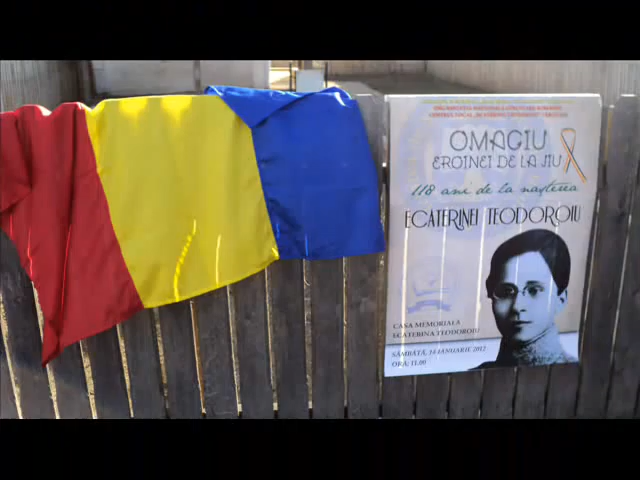 OMAGIU
EROINEI DE LA JIU
118 ani de la naşterea
ECATERINEI TEODOROIU
CASA MEMORIALĂ
ECATERINA TEODOROIU
SÂMBĂTĂ, 14 IANUARIE 2012
ORA: 11.00